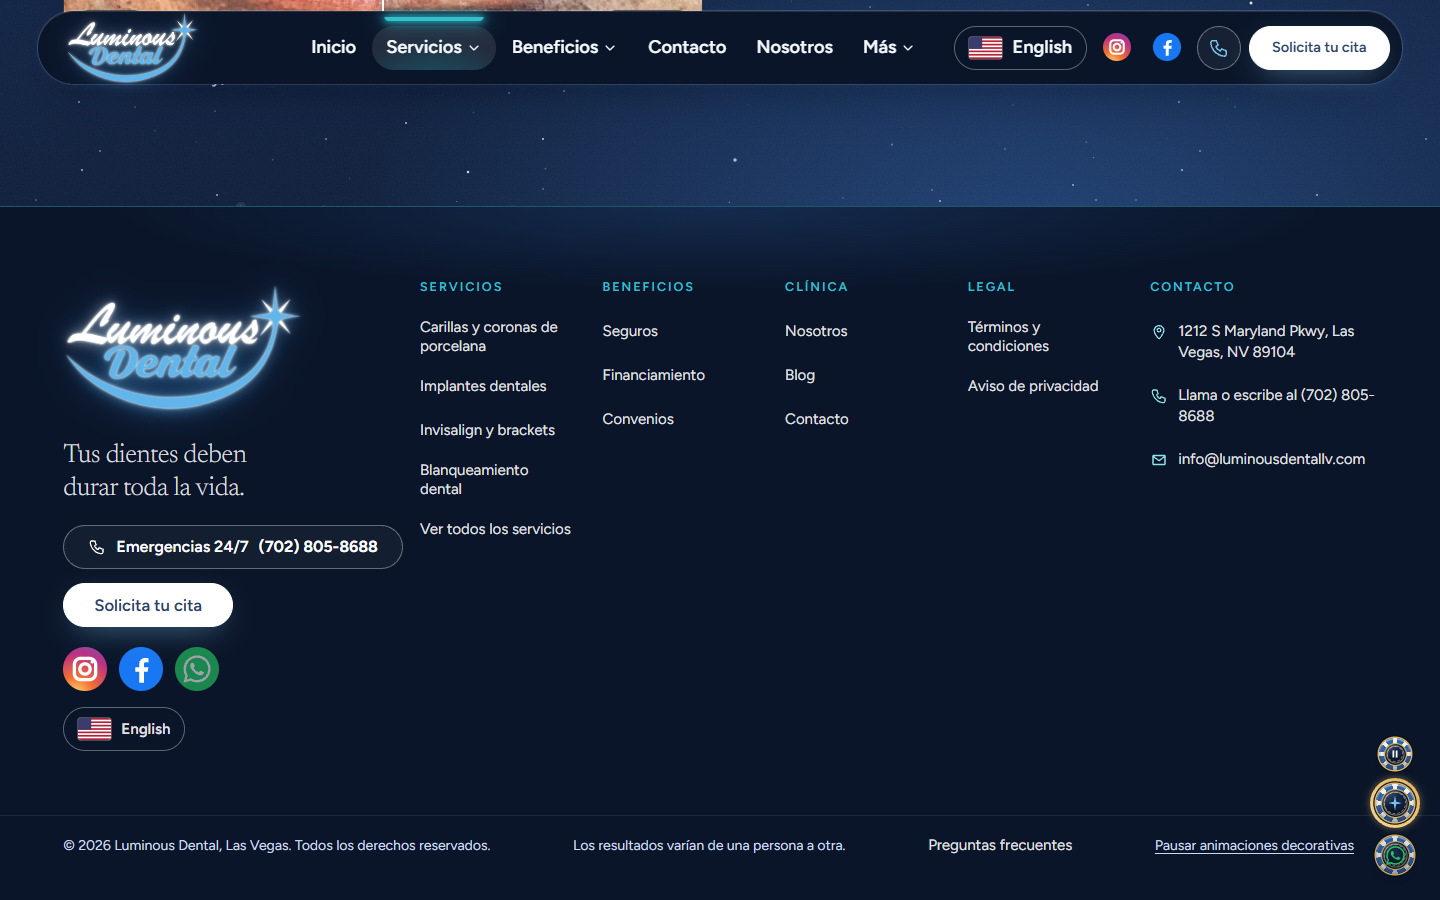 Luminous
Dental
Inicio
Servicios
Beneficios
Contacto
Nosotros
Más
English
Solicita tu cita
Luminous
Dental
Tus dientes deben
durar toda la vida.
Emergencias 24/7 (702) 805-8688
Solicita tu cita
English
SERVICIOS
Carillas y coronas de
porcelana
Implantes dentales
Invisalign y brackets
Blanqueamiento
dental
Ver todos los servicios
BENEFICIOS
Seguros
Financiamiento
Convenios
CLÍNICA
Nosotros
Blog
Contacto
LEGAL
Términos y
condiciones
Aviso de privacidad
CONTACTO
1212 S Maryland Pkwy, Las
Vegas, NV 89104
Llama o escribe al (702) 805-
8688
info@luminousdentallv.com
© 2026 Luminous Dental, Las Vegas. Todos los derechos reservados.
Los resultados varían de una persona a otra.
Preguntas frecuentes
Pausar animaciones decorativas